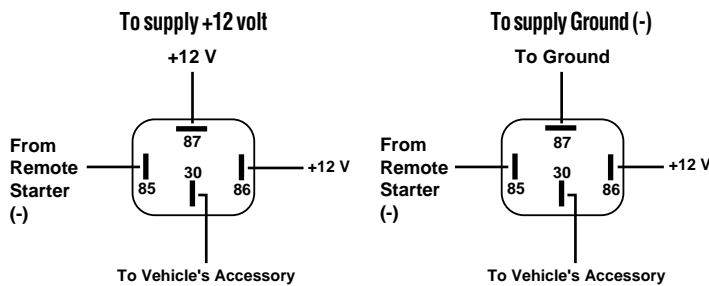 To supply +12 volt
+12 V
87
From
Remote
Starter
(-)
85
30
86
+12 V
To Vehicle's Accessory
To supply Ground (-)
To Ground
87
From
Remote
Starter
(-)
85
30
86
+12 V
To Vehicle's Accessory